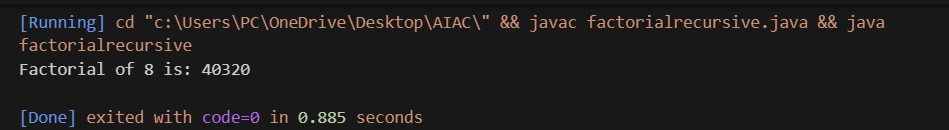 [Running] cd "c:\Users\PC\OneDrive\Desktop\AIAC\" && javac factorialrecursive.java && java
factorialrecursive
Factorial of 8 is: 40320
[Done] exited with code=0 in 0.885 seconds